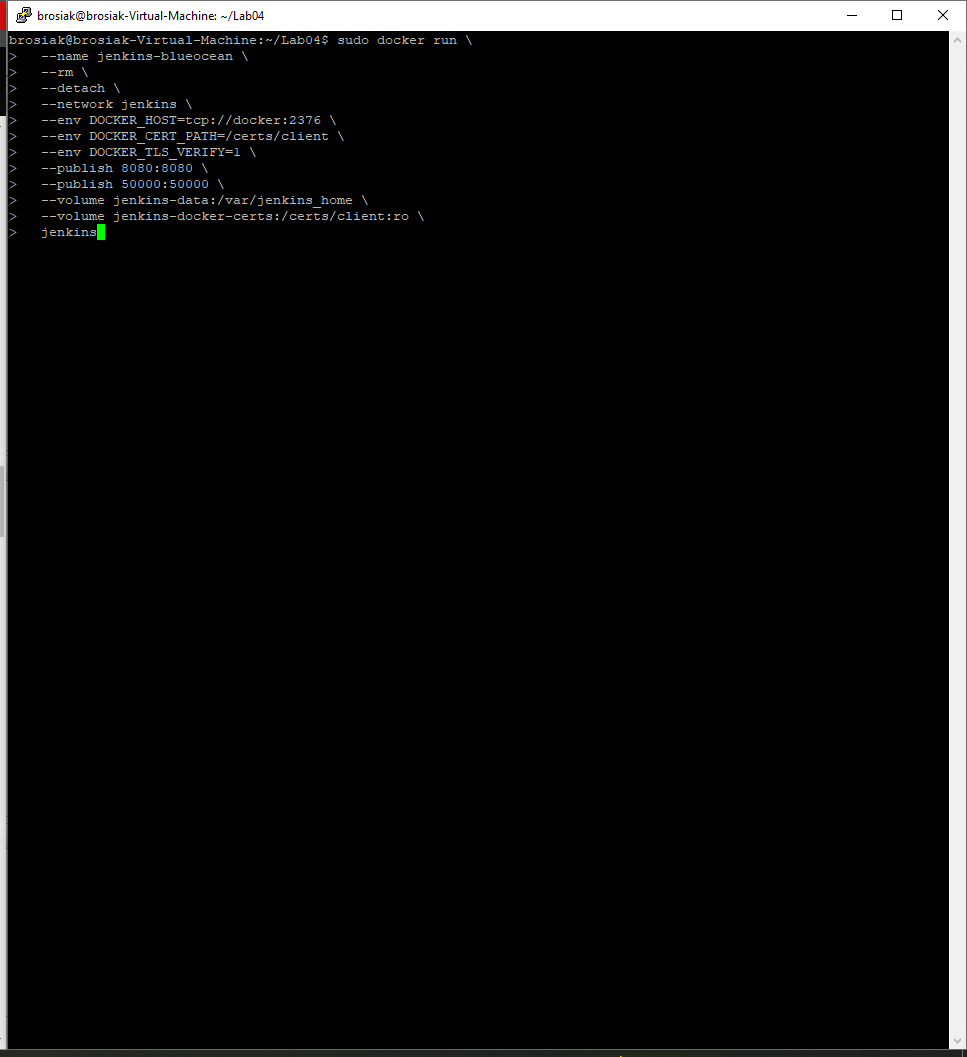 brosiak@brosiak-Virtual-Machine: ~/Lab04
brosiak@brosiak-Virtual-Machine:~/Lab04$ sudo docker run \
>   --name jenkins-blueocean \
>   --rm \
>   --detach \
>   --network jenkins \
>   --env DOCKER_HOST=tcp://docker:2376 \
>   --env DOCKER_CERT_PATH=/certs/client \
>   --env DOCKER_TLS_VERIFY=1 \
>   --publish 8080:8080 \
>   --publish 50000:50000 \
>   --volume jenkins-data:/var/jenkins_home \
>   --volume jenkins-docker-certs:/certs/client:ro \
>   jenkins